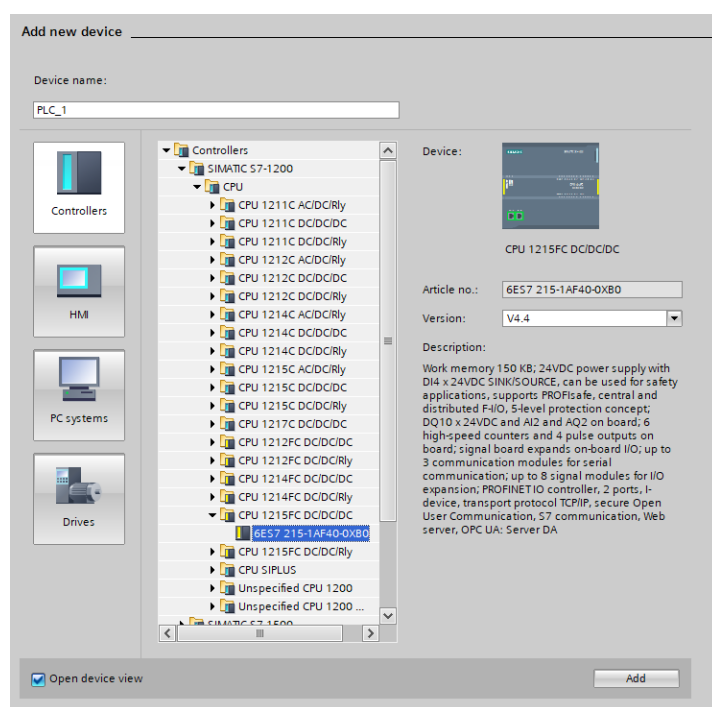 Add new device
Device name:
PLC_1
Controllers
HMI
PC systems
Drives
Controllers
SIMATIC S7-1200
CPU
CPU 1211C AC/DC/Rly
CPU 1211C DC/DC/DC
CPU 1211C DC/DC/Rly
CPU 1212C AC/DC/Rly
CPU 1212C DC/DC/DC
CPU 1212C DC/DC/Rly
CPU 1214C AC/DC/Rly
CPU 1214C DC/DC/DC
CPU 1214C DC/DC/Rly
CPU 1215C AC/DC/Rly
CPU 1215C DC/DC/DC
CPU 1215C DC/DC/Rly
CPU 1217C DC/DC/DC
CPU 1212FC DC/DC/DC
CPU 1212FC DC/DC/Rly
CPU 1214FC DC/DC/DC
CPU 1214FC DC/DC/Rly
CPU 1215FC DC/DC/DC
6ES7 215-1AF40-0XB0
CPU 1215FC DC/DC/Rly
CPU SIPLUS
Unspecified CPU 1200
Unspecified CPU 1200 ...
SIMATIC S7-1500
Device:
CPU 1215FC DC/DC/DC
Article no.:
6ES7 215-1AF40-0XB0
Version:
V4.4
Description:
Work memory 150 KB; 24VDC power supply with
DI4 x 24VDC SINK/SOURCE, can be used for safety
applications, supports PROFIsafe, central and
distributed F-I/O, 5-level protection concept;
DQ10 x 24VDC and AI2 and AQ2 on board; 6
high-speed counters and 4 pulse outputs on
board; signal board expands on-board I/O; up to
3 communication modules for serial
communication; up to 8 signal modules for I/O
expansion; PROFINET IO controller, 2 ports, I-
device, transport protocol TCP/IP, secure Open
User Communication, S7 communication, Web
server, OPC UA: Server DA
Open device view
Add